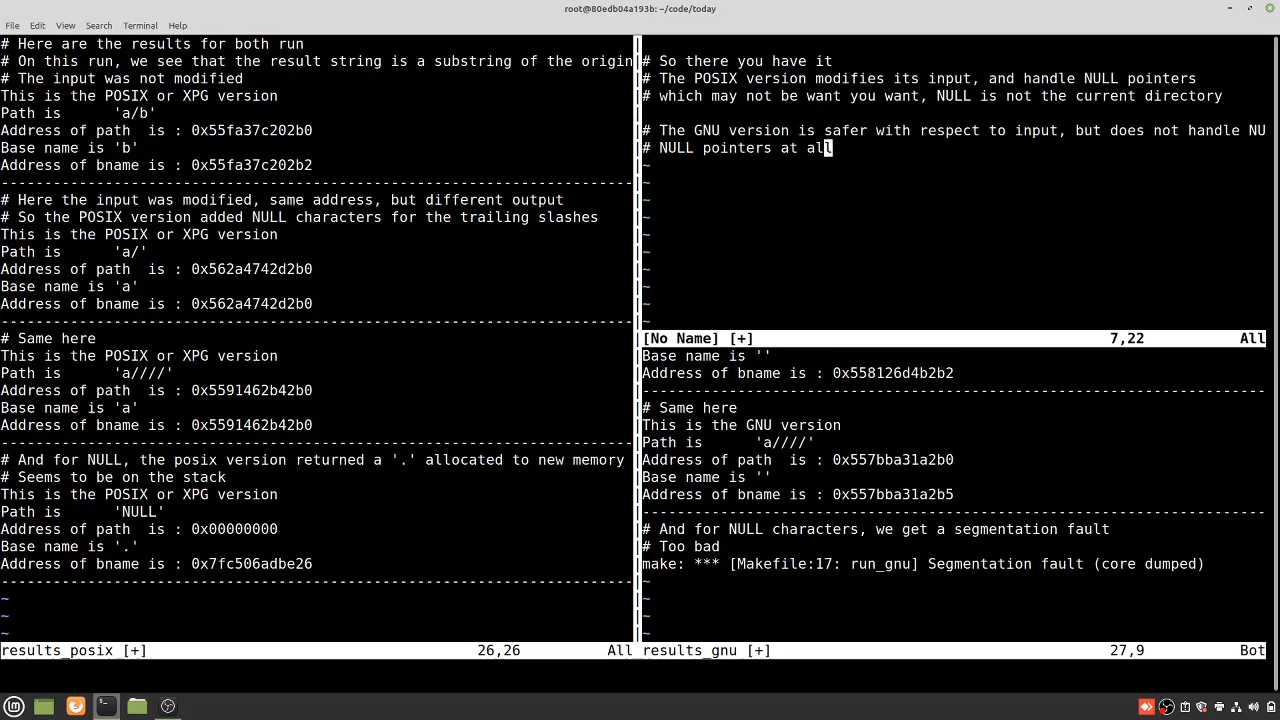 root@80edb04a193b: ~/code/today
File Edit View Search Terminal Help
# Here are the results for both run
# On this run, we see that the result string is a substring of the origin
# The input was not modified
This is the POSIX or XPG version
Path is      'a/b'
Address of path  is : 0x55fa37c202b0
Base name is 'b'
Address of bname is : 0x55fa37c202b2
-------------------------------------------------------------------------
# Here the input was modified, same address, but different output
# So the POSIX version added NULL characters for the trailing slashes
This is the POSIX or XPG version
Path is      'a/'
Address of path  is : 0x562a4742d2b0
Base name is 'a'
Address of bname is : 0x562a4742d2b0
-------------------------------------------------------------------------
# Same here
This is the POSIX or XPG version
Path is      'a////'
Address of path  is : 0x5591462b42b0
Base name is 'a'
Address of bname is : 0x5591462b42b0
-------------------------------------------------------------------------
# And for NULL, the posix version returned a '.' allocated to new memory
# Seems to be on the stack
This is the POSIX or XPG version
Path is      'NULL'
Address of path  is : 0x00000000
Base name is '.'
Address of bname is : 0x7fc506adbe26
-------------------------------------------------------------------------
~
~
~
results_posix [+] 26,26 All
# So there you have it
# The POSIX version modifies its input, and handle NULL pointers
# which may not be want you want, NULL is not the current directory
# The GNU version is safer with respect to input, but does not handle NU
# NULL pointers at all
~
~
~
~
~
~
~
~
~
~
[No Name] [+] 7,22 All
Base name is ''
Address of bname is : 0x558126d4b2b2
------------------------------------------------------------------------
# Same here
This is the GNU version
Path is      'a////'
Address of path  is : 0x557bba31a2b0
Base name is ''
Address of bname is : 0x557bba31a2b5
------------------------------------------------------------------------
# And for NULL characters, we get a segmentation fault
# Too bad
make: *** [Makefile:17: run_gnu] Segmentation fault (core dumped)
~
~
~
~
results_gnu [+] 27,9 Bot